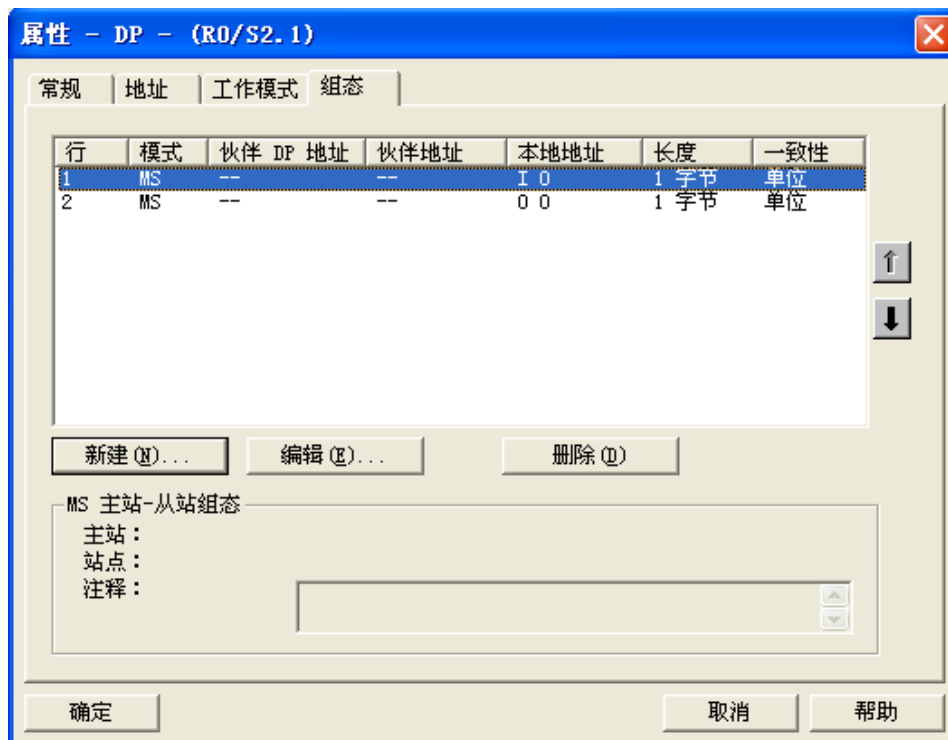 属性 - DP - (R0/S2.1)
常规 地址 工作模式 组态
行 模式 伙伴 DP 地址 伙伴地址 本地地址 长度 一致性
1 MS -- -- I 0 1 字节 单位
2 MS -- -- O 0 1 字节 单位
新建(N)... 编辑(E)... 删除(D)
MS 主站-从站组态
主站：
站点：
注释：
确定 取消 帮助